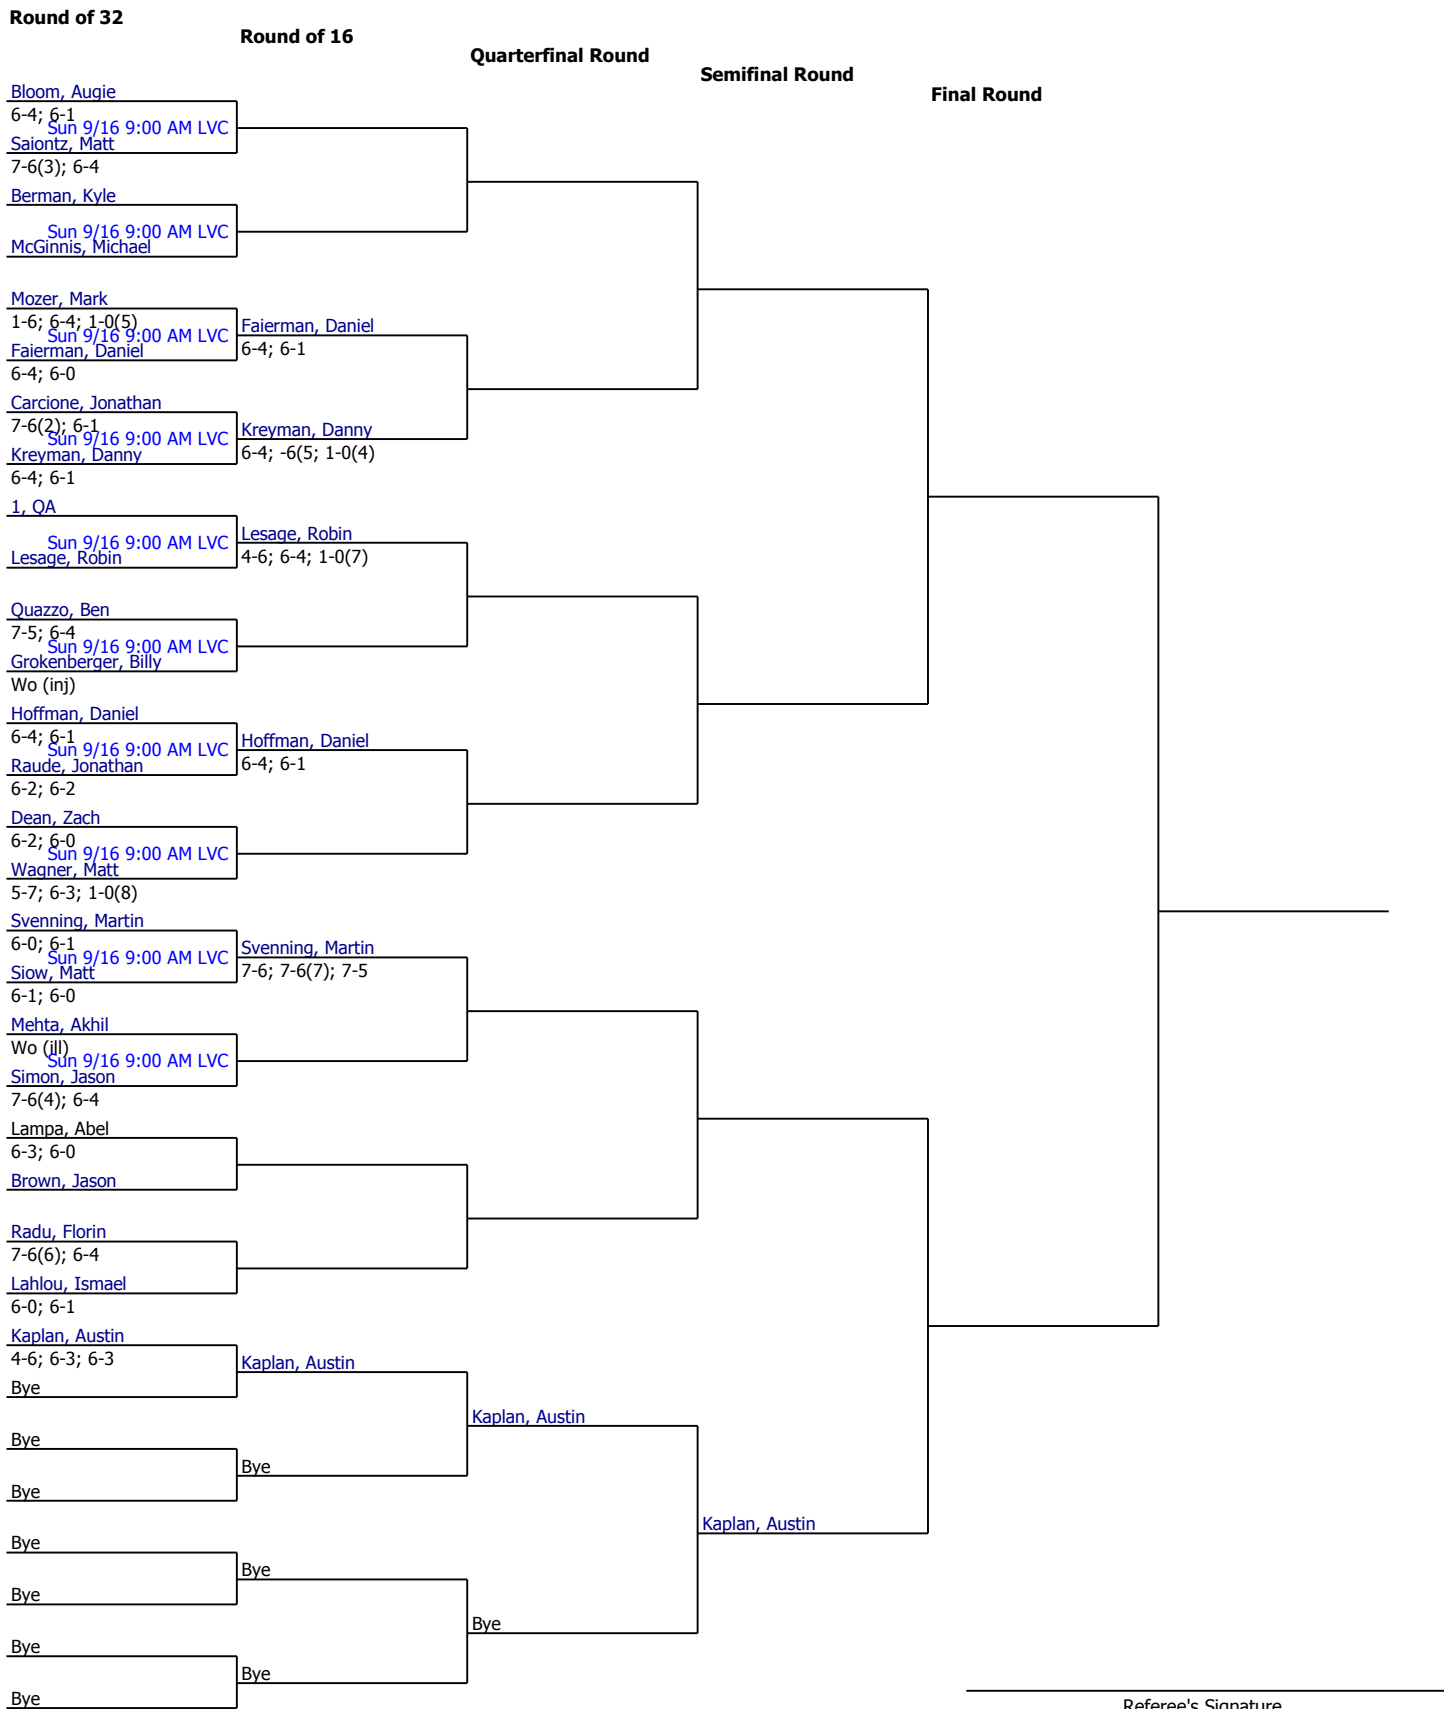 Round of 32
Round of 16
Quarterfinal Round
Semifinal Round
Final Round
Bloom, Augie
6-4; 6-1
Sun 9/16 9:00 AM LVC
Saiontz, Matt
7-6(3); 6-4
Berman, Kyle
Sun 9/16 9:00 AM LVC
McGinnis, Michael
Mozer, Mark
1-6; 6-4; 1-0(5)
Sun 9/16 9:00 AM LVC
Faierman, Daniel
6-4; 6-0
Faierman, Daniel
6-4; 6-1
Carcione, Jonathan
7-6(2); 6-1
Sun 9/16 9:00 AM LVC
Kreyman, Danny
6-4; 6-1
Kreyman, Danny
6-4; -6(5; 1-0(4)
1, QA
Sun 9/16 9:00 AM LVC
Lesage, Robin
Lesage, Robin
4-6; 6-4; 1-0(7)
Quazzo, Ben
7-5; 6-4
Sun 9/16 9:00 AM LVC
Grokenberger, Billy
Wo (inj)
Hoffman, Daniel
6-4; 6-1
Sun 9/16 9:00 AM LVC
Raude, Jonathan
6-2; 6-2
Hoffman, Daniel
6-4; 6-1
Dean, Zach
6-2; 6-0
Sun 9/16 9:00 AM LVC
Wagner, Matt
5-7; 6-3; 1-0(8)
Svenning, Martin
6-0; 6-1
Sun 9/16 9:00 AM LVC
Siow, Matt
6-1; 6-0
Svenning, Martin
7-6; 7-6(7); 7-5
Mehta, Akhil
Wo (ill)
Sun 9/16 9:00 AM LVC
Simon, Jason
7-6(4); 6-4
Lampa, Abel
6-3; 6-0
Brown, Jason
Radu, Florin
7-6(6); 6-4
Lahlou, Ismael
6-0; 6-1
Kaplan, Austin
4-6; 6-3; 6-3
Bye
Kaplan, Austin
Bye
Bye
Bye
Kaplan, Austin
Bye
Bye
Bye
Bye
Bye
Bye
Bye
Kaplan, Austin
Referee's Signature